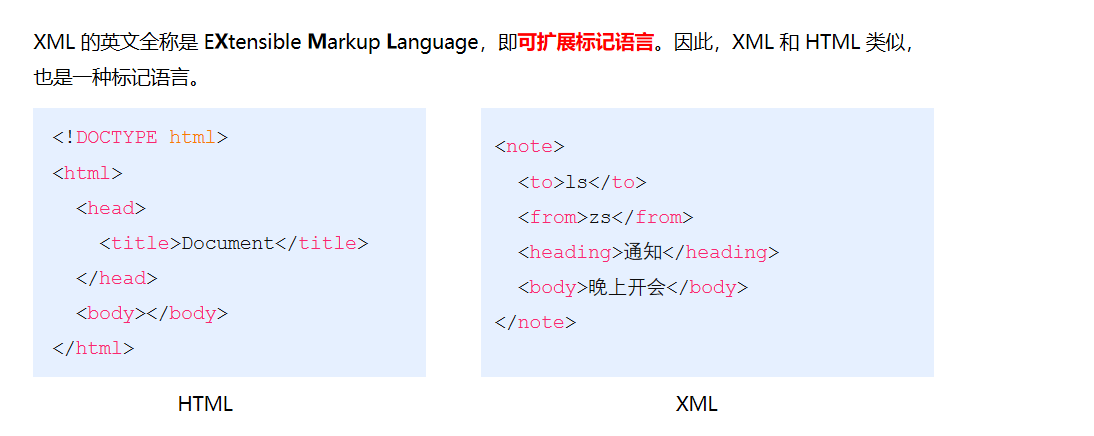 XML 的英文全称是 EXtensible Markup Language，即可扩展标记语言。因此，XML 和 HTML 类似，
也是一种标记语言。
<!DOCTYPE html>
<html>
  <head>
    <title>Document</title>
  </head>
  <body></body>
</html>
HTML
<note>
  <to>ls</to>
  <from>zs</from>
  <heading>通知</heading>
  <body>晚上开会</body>
</note>
XML